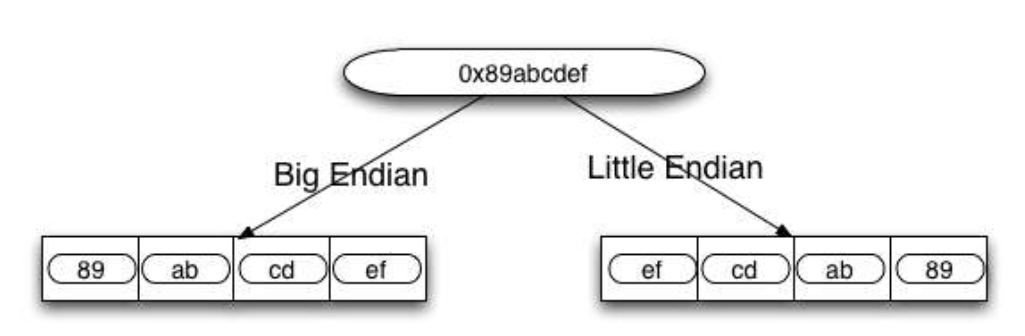 0x89abcdef
Big Endian
Little Endian
89 ab cd ef
ef cd ab 89